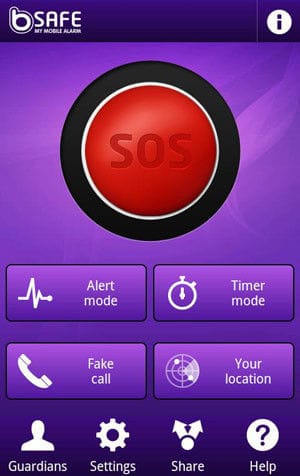 bSAFE
MY MOBILE ALARM
i
SOS
Alert
mode
Timer
mode
Fake
call
Your
location
Guardians
Settings
Share
?
Help